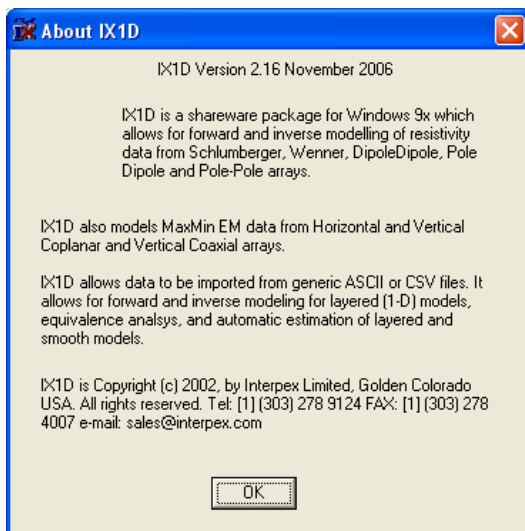 About IX1D
IX1D Version 2.16 November 2006
IX1D is a shareware package for Windows 9x which
allows for forward and inverse modelling of resistivity
data from Schlumberger, Wenner, DipoleDipole, Pole
Dipole and Pole-Pole arrays.
IX1D also models MaxMin EM data from Horizontal and Vertical
Coplanar and Vertical Coaxial arrays.
IX1D allows data to be imported from generic ASCII or CSV files. It
allows for forward and inverse modeling for layered (1-D) models,
equivalence analsys, and automatic estimation of layered and
smooth models.
IX1D is Copyright (c) 2002, by Interpex Limited, Golden Colorado
USA. All rights reserved. Tel: [1] (303) 278 9124 FAX: [1] (303) 278
4007 e-mail: sales@interpex.com
OK